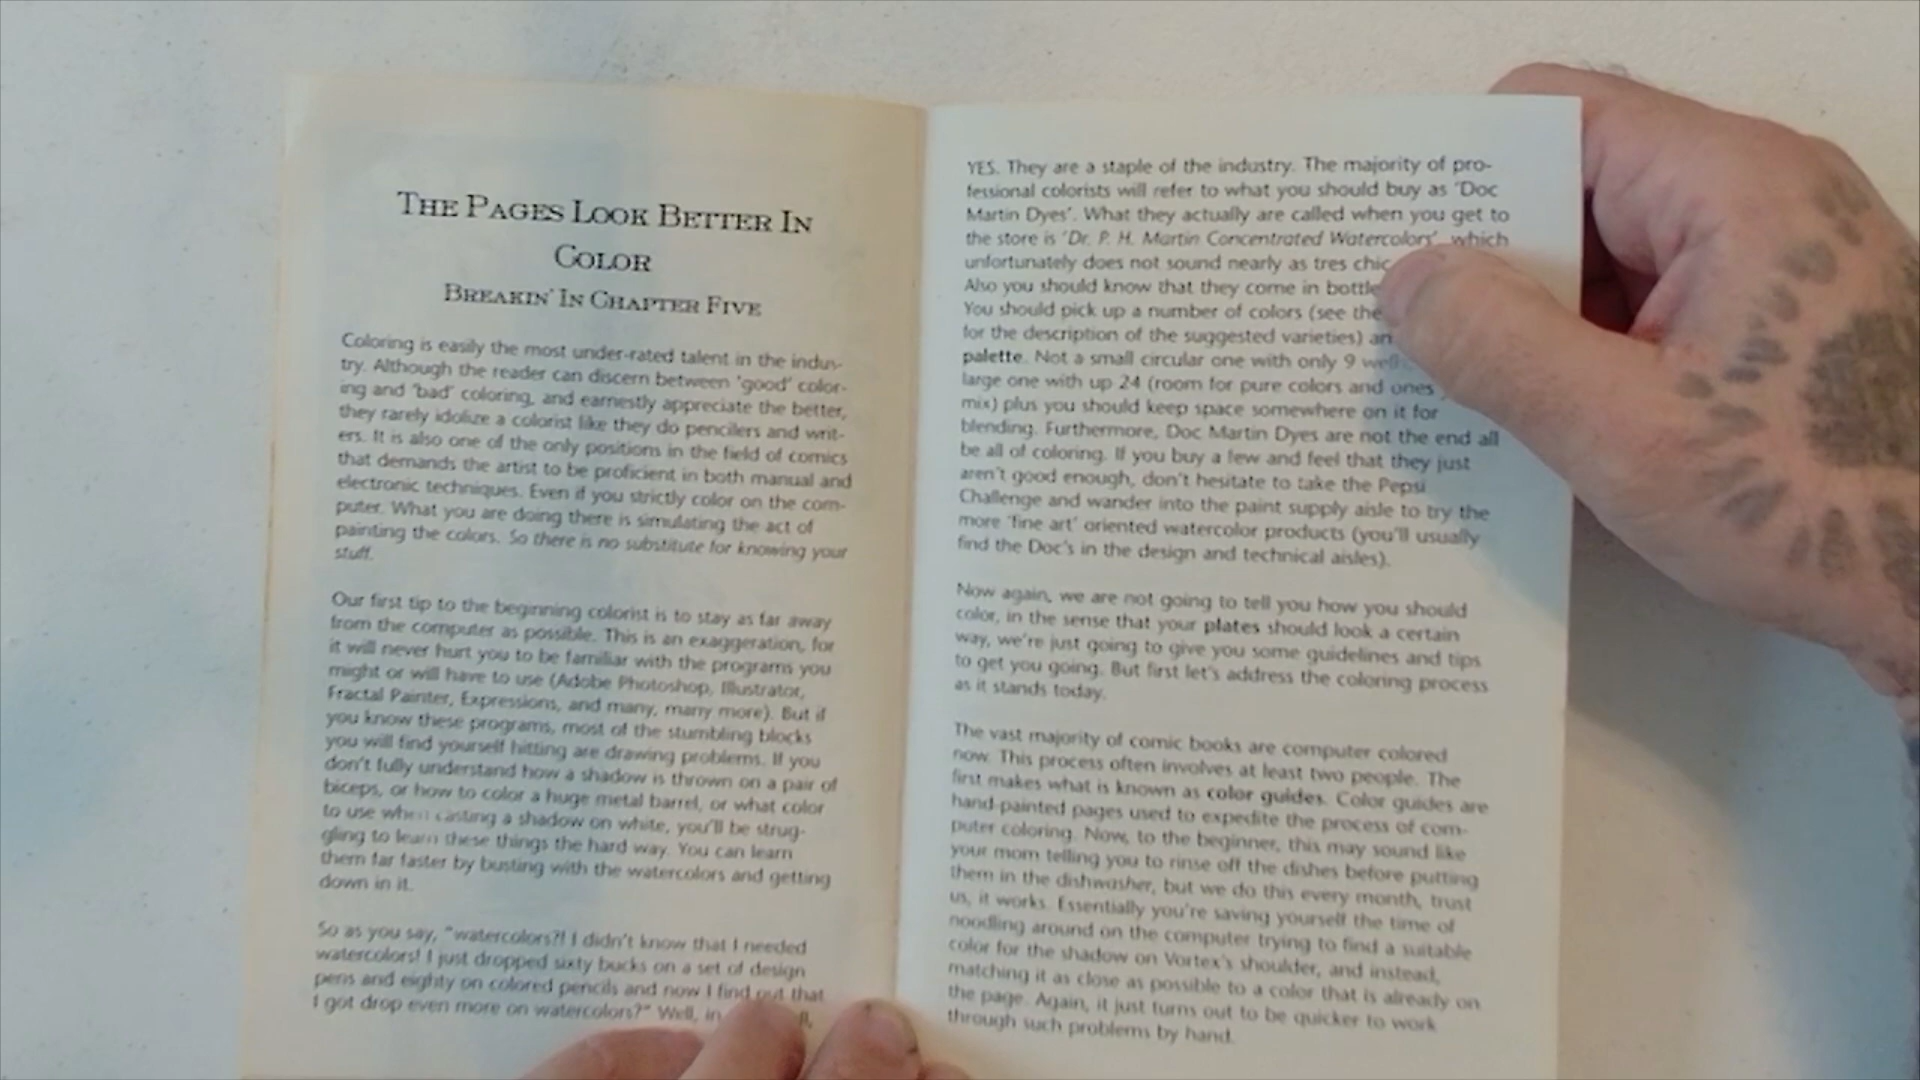 THE PAGES LOOK BETTER IN
COLOR
BREAKIN' IN CHAPTER FIVE
Coloring is easily the most under-rated talent in the indus-
try. Although the reader can discern between 'good' color-
ing and 'bad' coloring, and earnestly appreciate the better,
they rarely idolize a colorist like they do pencilers and writ-
ers. It is also one of the only positions in the field of comics
that demands the artist to be proficient in both manual and
electronic techniques. Even if you strictly color on the com-
puter. What you are doing there is simulating the act of
painting the colors. So there is no substitute for knowing your
stuff.
Our first tip to the beginning colorist is to stay as far away
from the computer as possible. This is an exaggeration, for
it will never hurt you to be familiar with the programs you
might or will have to use (Adobe Photoshop, Illustrator,
Fractal Painter, Expressions, and many, many more). But if
you know these programs, most of the stumbling blocks
you will find yourself hitting are drawing problems. If you
don't fully understand how a shadow is thrown on a pair of
biceps, or how to color a huge metal barrel, or what color
to use when casting a shadow on white, you'll be strug-
gling to learn these things the hard way. You can learn
them far faster by busting with the watercolors and getting
down in it.
So as you say, "watercolors?! I didn't know that I needed
watercolors! I just dropped sixty bucks on a set of design
pens and eighty on colored pencils and now I find out that
I got drop even more on watercolors?" Well, in
YES. They are a staple of the industry. The majority of pro-
fessional colorists will refer to what you should buy as 'Doc
Martin Dyes'. What they actually are called when you get to
the store is 'Dr. P. H. Martin Concentrated Watercolors', which
unfortunately does not sound nearly as tres chic
Also you should know that they come in
You should pick up a number of colors (see the
for the description of the suggested varieties)
palette. Not a small circular one with only 9
large one with up 24 (room for pure colors and ones
mix) plus you should keep space somewhere on it for
blending. Furthermore, Doc Martin Dyes are not the end all
be all of coloring. If you buy a few and feel that they just
aren't good enough, don't hesitate to take the Pepsi
Challenge and wander into the paint supply aisle to try the
more 'fine art' oriented watercolor products (you'll usually
find the Doc's in the design and technical aisles).
Now again, we are not going to tell you how you should
color, in the sense that your plates should look a certain
way, we're just going to give you some guidelines and tips
to get you going. But first let's address the coloring process
as it stands today.
The vast majority of comic books are computer colored
now. This process often involves at least two people. The
first makes what is known as color guides. Color guides are
hand-painted pages used to expedite the process of com-
puter coloring. Now, to the beginner, this may sound like
your mom telling you to rinse off the dishes before putting
them in the dishwasher, but we do this every month, trust
us, it works. Essentially you're saving yourself the time of
noodling around on the computer trying to find a suitable
color for the shadow on Vortex's shoulder, and instead,
matching it as close as possible to a color that is already on
the page. Again, it just turns out to be quicker to work
through such problems by hand.